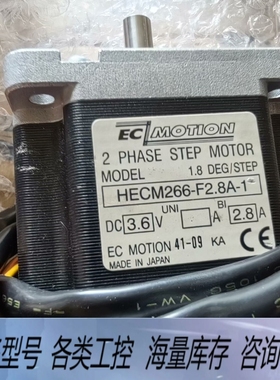 EC MOTION
2 PHASE STEP MOTOR
MODEL 1.8 DEG/STEP
HECM266-F2.8A-1~
DC 3.6 V UNI A BI 2.8 A
EC MOTION 41-09 KA
MADE IN JAPAN
VW-1
型号 各类工控 海量库存 咨询